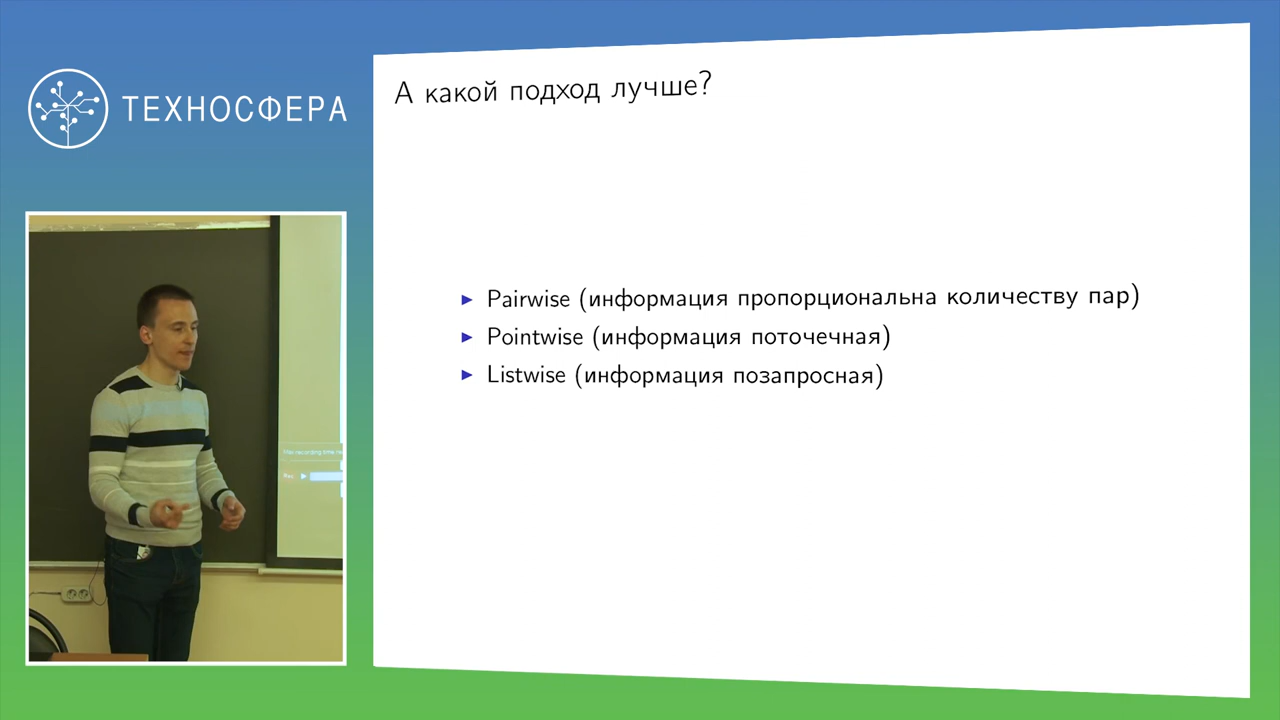 ТЕХНОСФЕРА
А какой подход лучше?
Pairwise (информация пропорциональна количеству пар)
Pointwise (информация поточечная)
Listwise (информация позапросная)